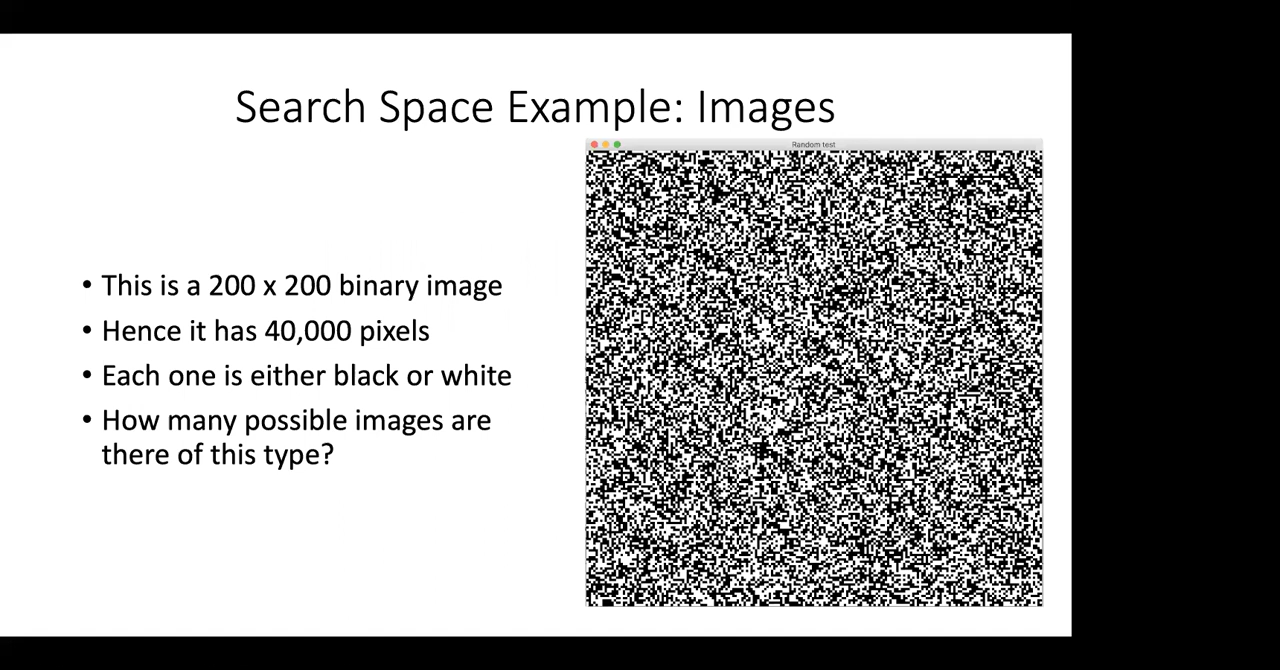 Search Space Example: Images
Random test
• This is a 200 x 200 binary image
• Hence it has 40,000 pixels
• Each one is either black or white
• How many possible images are
there of this type?